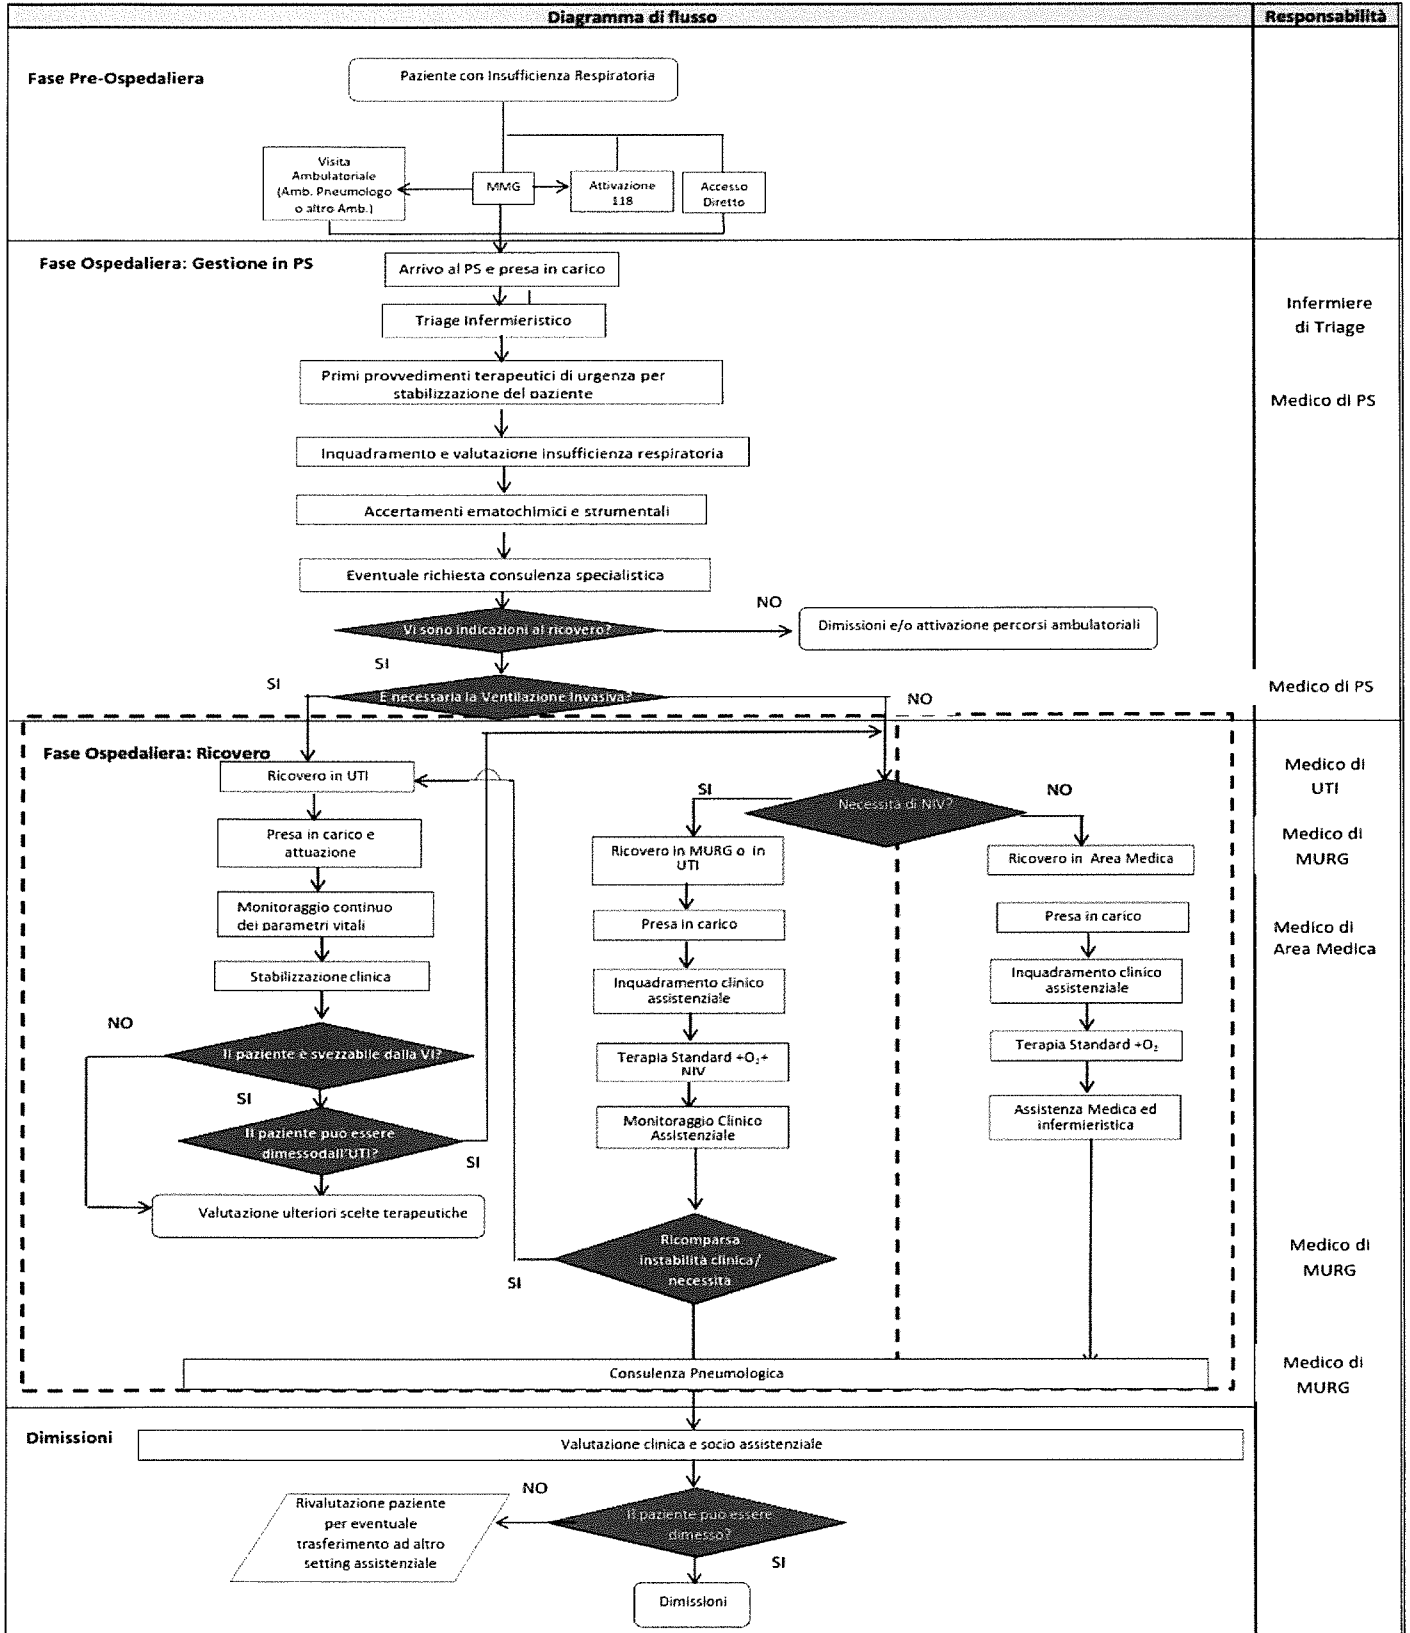 Diagramma di flusso
Responsabilità
Fase Pre-Ospedaliera
Paziente con Insufficienza Respiratoria
Visita
Ambulatoriale
(Amb. Pneumologo
o altro Amb.)
MMG
Attivazione
118
Accesso
Diretto
Fase Ospedaliera: Gestione in PS
Arrivo al PS e presa in carico
Triage Infermieristico
Infermiere
di Triage
Primi provvedimenti terapeutici di urgenza per
stabilizzazione del paziente
Medico di PS
Inquadramento e valutazione insufficienza respiratoria
Accertamenti ematochimici e strumentali
Eventuale richiesta consulenza specialistica
Vi sono indicazioni al ricovero?
NO
Dimissioni e/o attivazione percorsi ambulatoriali
SI
E necessaria la Ventilazione Invasiva?
SI
NO
Medico di PS
Fase Ospedaliera: Ricovero
Ricovero in UTI
Presa in carico e
attuazione
Monitoraggio continuo
dei parametri vitali
Stabilizzazione clinica
NO
Il paziente è svezzabile dalla VI?
SI
Il paziente può essere
dimessodall'UTI?
SI
Valutazione ulteriori scelte terapeutiche
Necessità di NIV?
SI
NO
Ricovero in MURG o in
UTI
Presa in carico
Inquadramento clinico
assistenziale
Terapia Standard +O₂+
NIV
Monitoraggio Clinico
Assistenziale
Ricomparsa
instabilità clinica/
necessita
SI
Ricovero in Area Medica
Presa in carico
Inquadramento clinico
assistenziale
Terapia Standard +O₂
Assistenza Medica ed
infermieristica
Medico di
UTI
Medico di
MURG
Medico di
Area Medica
Medico di
MURG
Consulenza Pneumologica
Medico di
MURG
Dimissioni
Valutazione clinica e socio assistenziale
Il paziente può essere
dimesso?
NO
Rivalutazione paziente
per eventuale
trasferimento ad altro
setting assistenziale
SI
Dimissioni